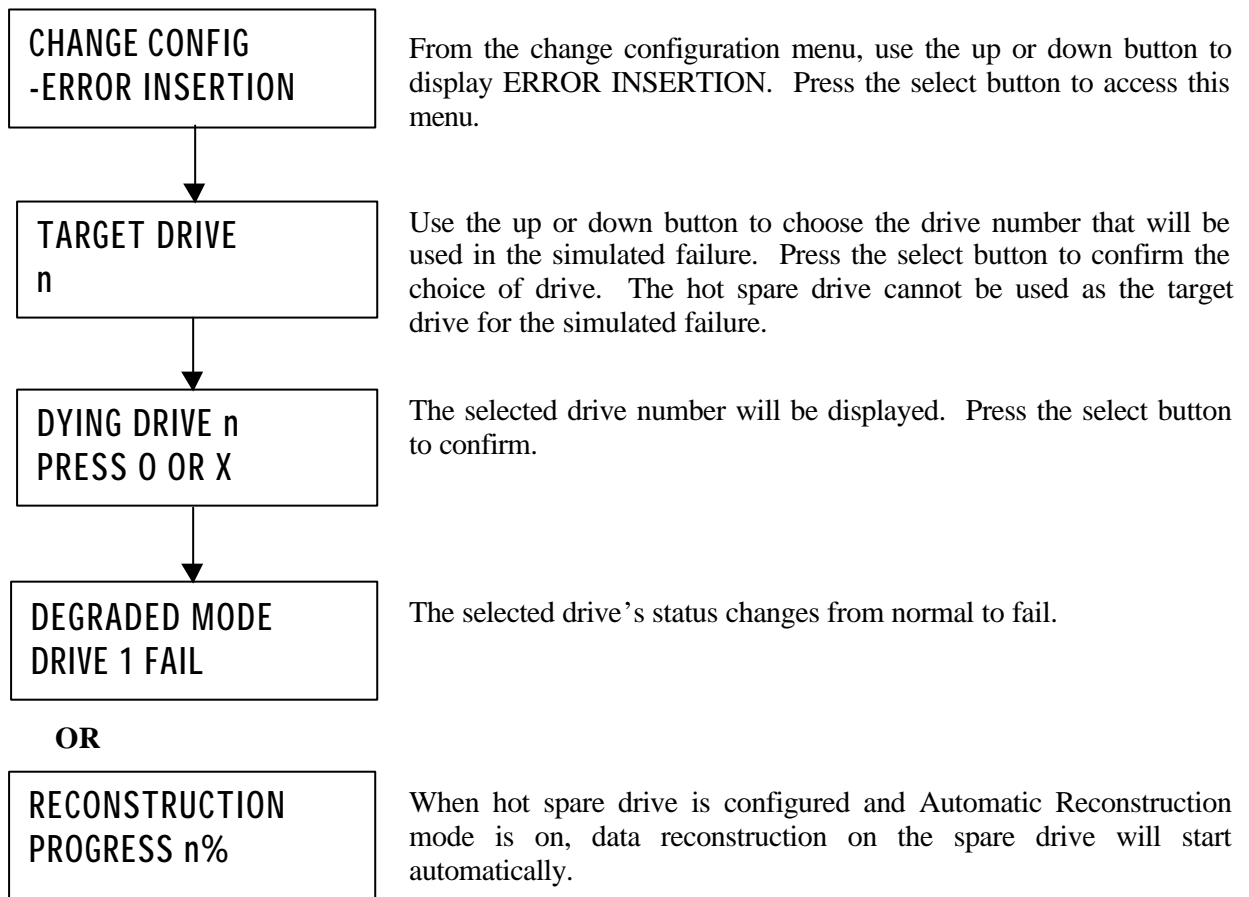 CHANGE CONFIG
-ERROR INSERTION
From the change configuration menu, use the up or down button to
display ERROR INSERTION. Press the select button to access this
menu.
TARGET DRIVE
n
Use the up or down button to choose the drive number that will be
used in the simulated failure. Press the select button to confirm the
choice of drive. The hot spare drive cannot be used as the target
drive for the simulated failure.
DYING DRIVE n
PRESS O OR X
The selected drive number will be displayed. Press the select button
to confirm.
DEGRADED MODE
DRIVE 1 FAIL
The selected drive's status changes from normal to fail.
OR
RECONSTRUCTION
PROGRESS n%
When hot spare drive is configured and Automatic Reconstruction
mode is on, data reconstruction on the spare drive will start
automatically.